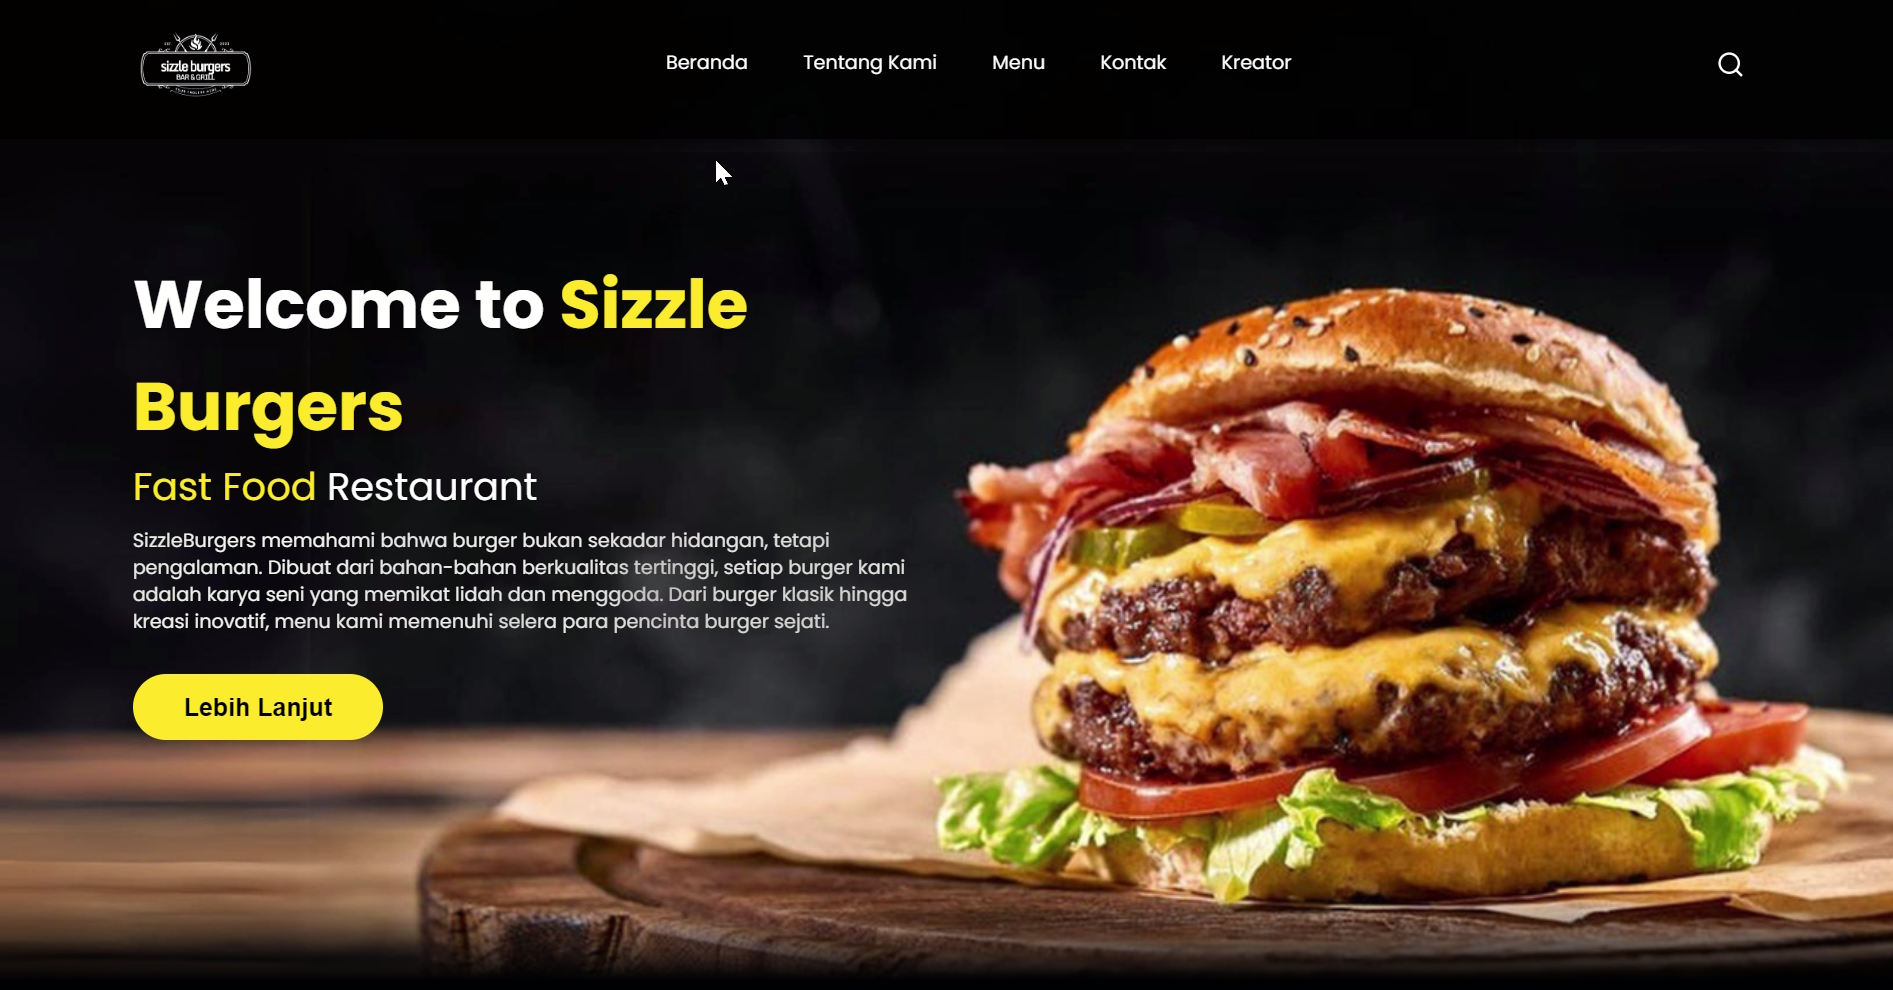 sizzle burgers
BAR & GRILL
Beranda Tentang Kami Menu Kontak Kreator
Welcome to Sizzle
Burgers
Fast Food Restaurant
SizzleBurgers memahami bahwa burger bukan sekadar hidangan, tetapi
pengalaman. Dibuat dari bahan-bahan berkualitas tertinggi, setiap burger kami
adalah karya seni yang memikat lidah dan menggoda. Dari burger klasik hingga
kreasi inovatif, menu kami memenuhi selera para pencinta burger sejati.
Lebih Lanjut